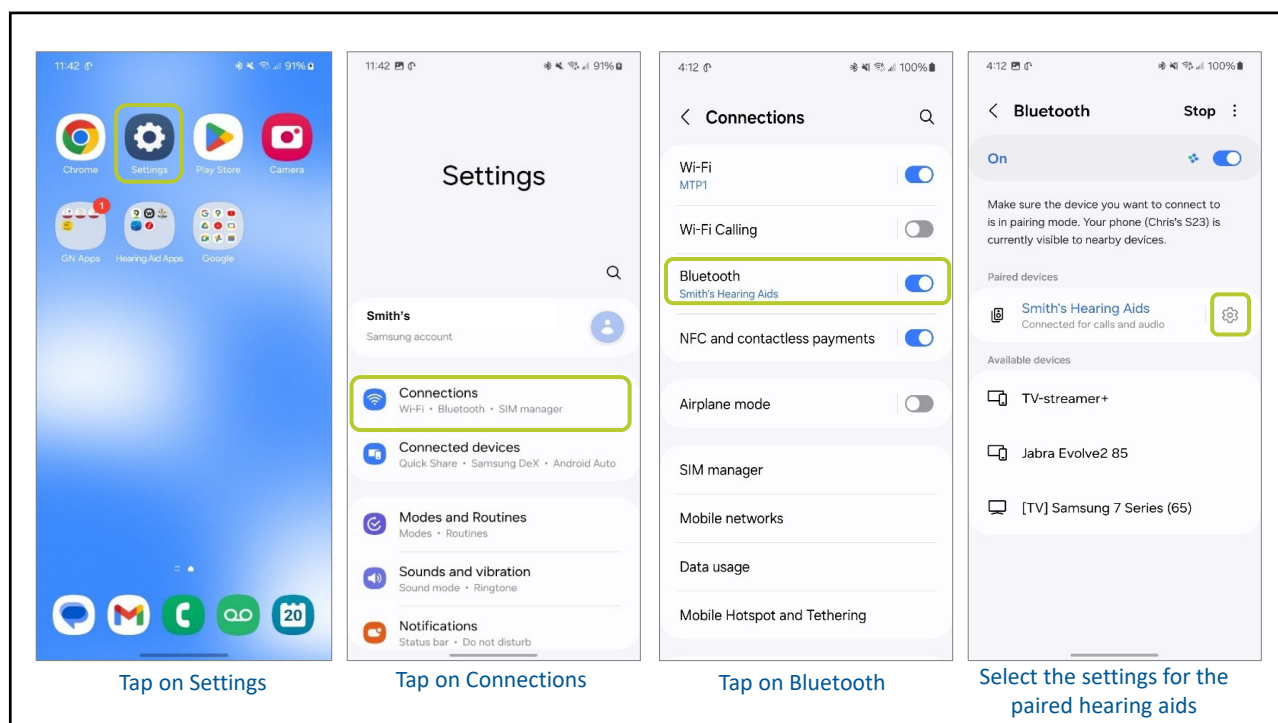 11:42
91%
Chrome
Settings
Play Store
Camera
1
GN Apps
Hearing Aid Apps
Google
20
Tap on Settings
11:42
91%
Settings
Smith's
Samsung account
Connections
Wi-Fi • Bluetooth • SIM manager
Connected devices
Quick Share • Samsung DeX • Android Auto
Modes and Routines
Modes • Routines
Sounds and vibration
Sound mode • Ringtone
Notifications
Status bar • Do not disturb
Tap on Connections
4:12
100%
Connections
Wi-Fi
MTP1
Wi-Fi Calling
Bluetooth
Smith's Hearing Aids
NFC and contactless payments
Airplane mode
SIM manager
Mobile networks
Data usage
Mobile Hotspot and Tethering
Tap on Bluetooth
4:12
100%
Bluetooth Stop
On
Make sure the device you want to connect to
is in pairing mode. Your phone (Chris's S23) is
currently visible to nearby devices.
Paired devices
Smith's Hearing Aids
Connected for calls and audio
Available devices
TV-streamer+
Jabra Evolve2 85
[TV] Samsung 7 Series (65)
Select the settings for the
paired hearing aids